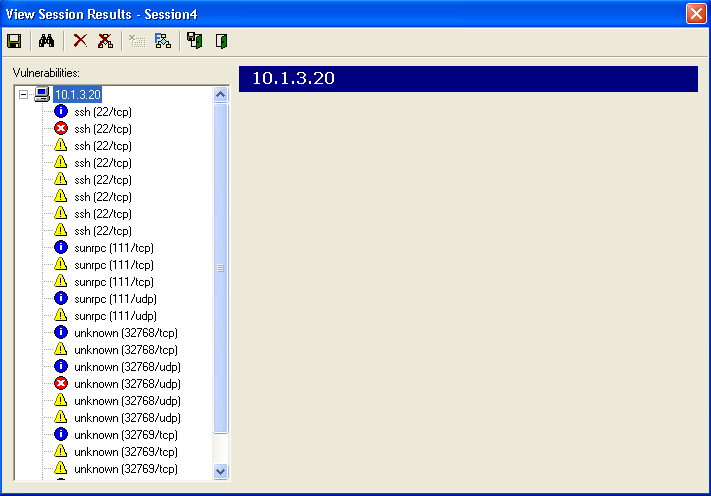 View Session Results - Session4
Vulnerabilities:
10.1.3.20
ssh (22/tcp)
ssh (22/tcp)
ssh (22/tcp)
ssh (22/tcp)
ssh (22/tcp)
ssh (22/tcp)
ssh (22/tcp)
ssh (22/tcp)
sunrpc (111/tcp)
sunrpc (111/tcp)
sunrpc (111/tcp)
sunrpc (111/udp)
sunrpc (111/udp)
unknown (32768/tcp)
unknown (32768/tcp)
unknown (32768/udp)
unknown (32768/udp)
unknown (32768/udp)
unknown (32768/udp)
unknown (32769/tcp)
unknown (32769/tcp)
unknown (32769/tcp)
10.1.3.20